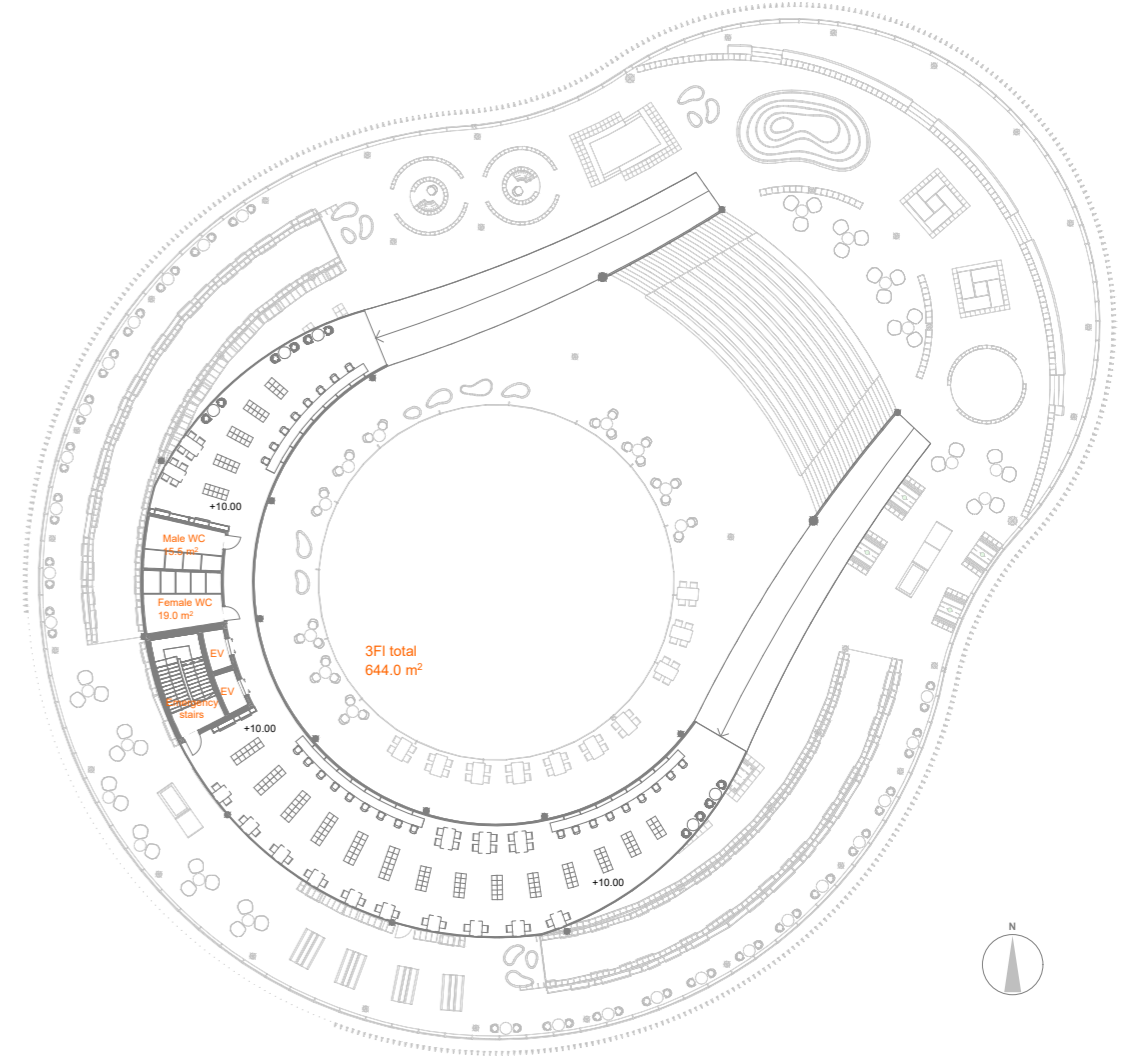 +10.00
Male WC
15.5 m²
Female WC
19.0 m²
EV
EV
Emergency
stairs
+10.00
3Fl total
644.0 m²
+10.00
N